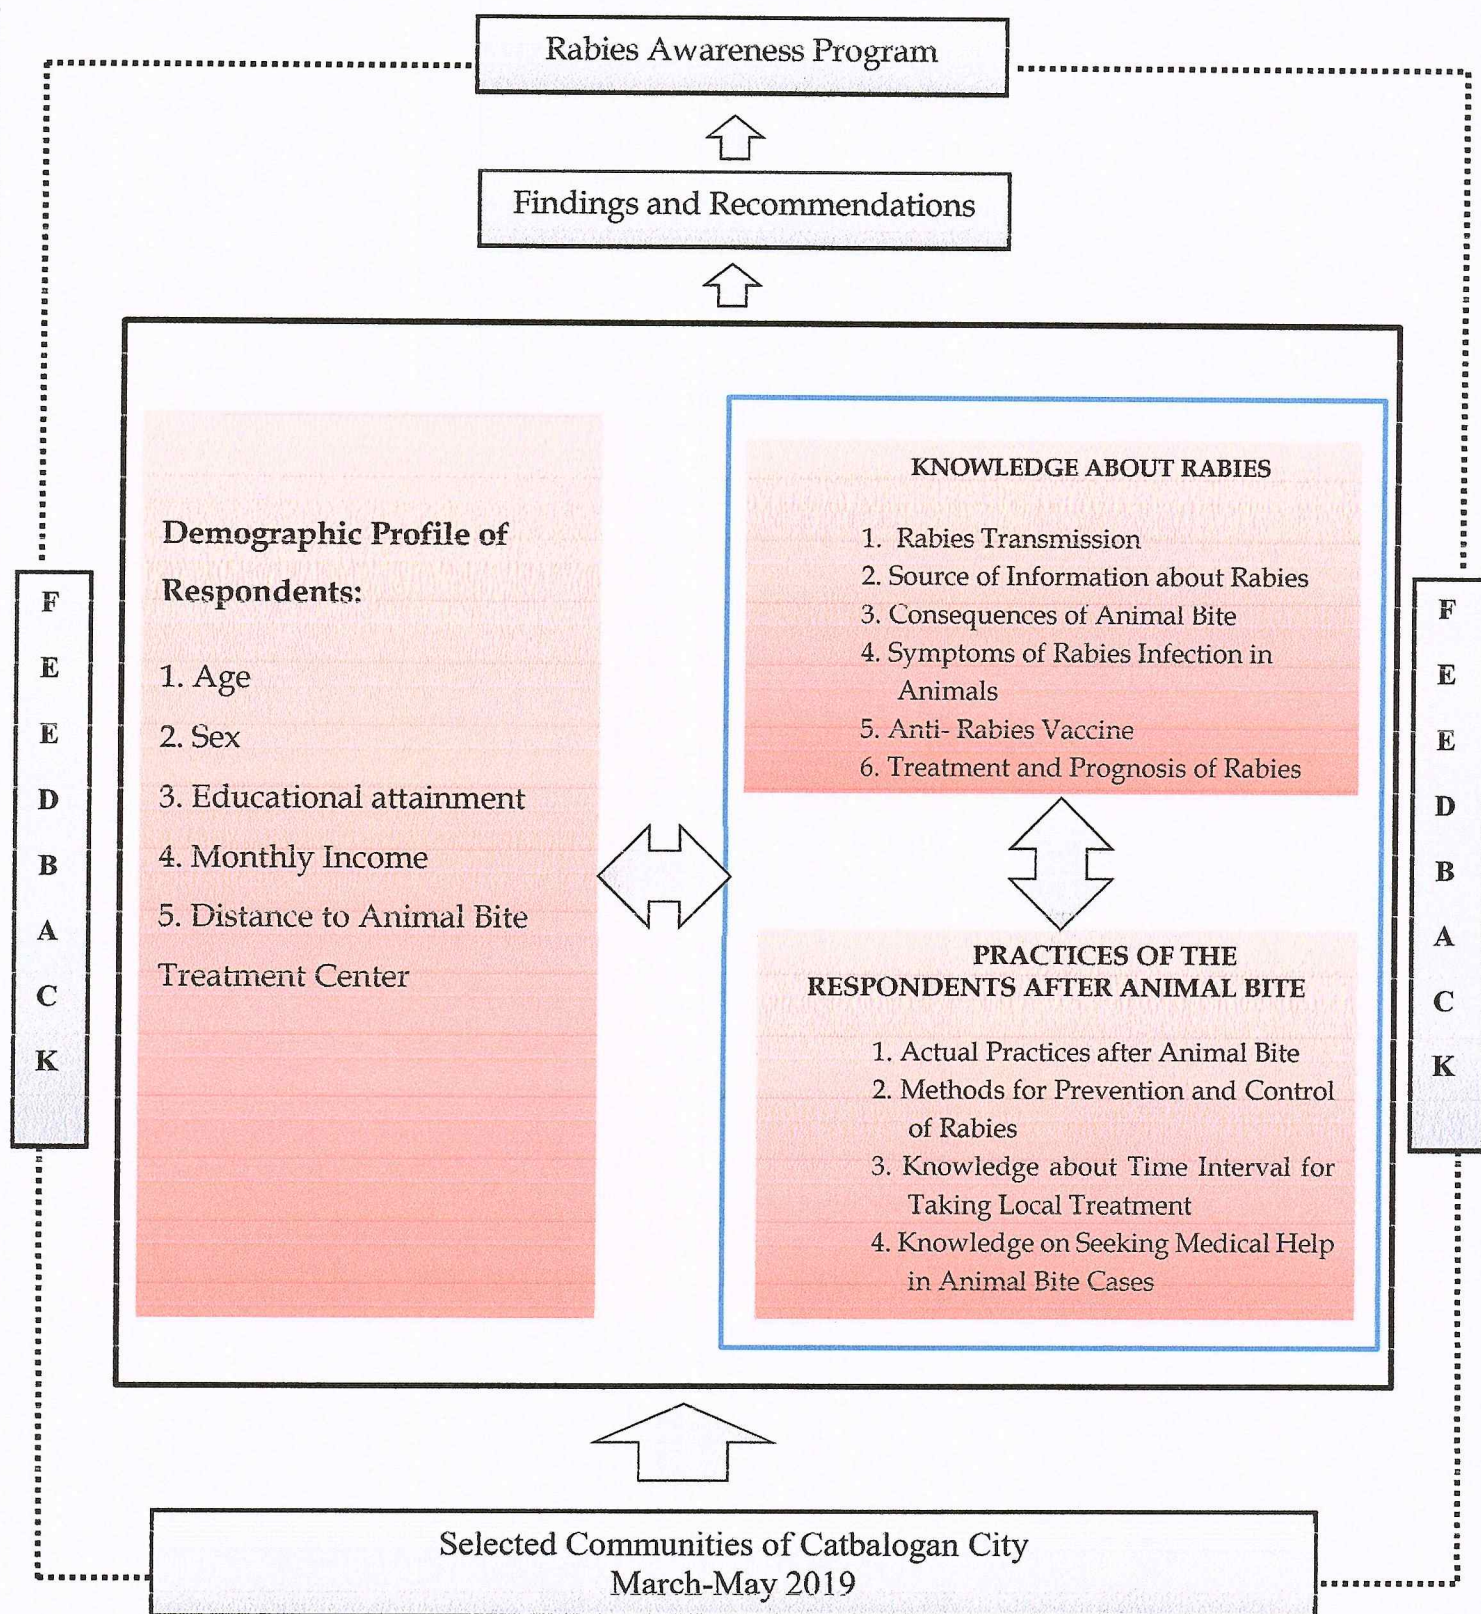 Rabies Awareness Program
Findings and Recommendations
F
E
E
D
B
A
C
K
Demographic Profile of
Respondents:
1. Age
2. Sex
3. Educational attainment
4. Monthly Income
5. Distance to Animal Bite
Treatment Center
KNOWLEDGE ABOUT RABIES
1. Rabies Transmission
2. Source of Information about Rabies
3. Consequences of Animal Bite
4. Symptoms of Rabies Infection in
Animals
5. Anti- Rabies Vaccine
6. Treatment and Prognosis of Rabies
PRACTICES OF THE
RESPONDENTS AFTER ANIMAL BITE
1. Actual Practices after Animal Bite
2. Methods for Prevention and Control
of Rabies
3. Knowledge about Time Interval for
Taking Local Treatment
4. Knowledge on Seeking Medical Help
in Animal Bite Cases
F
E
E
D
B
A
C
K
Selected Communities of Catbalogan City
March-May 2019